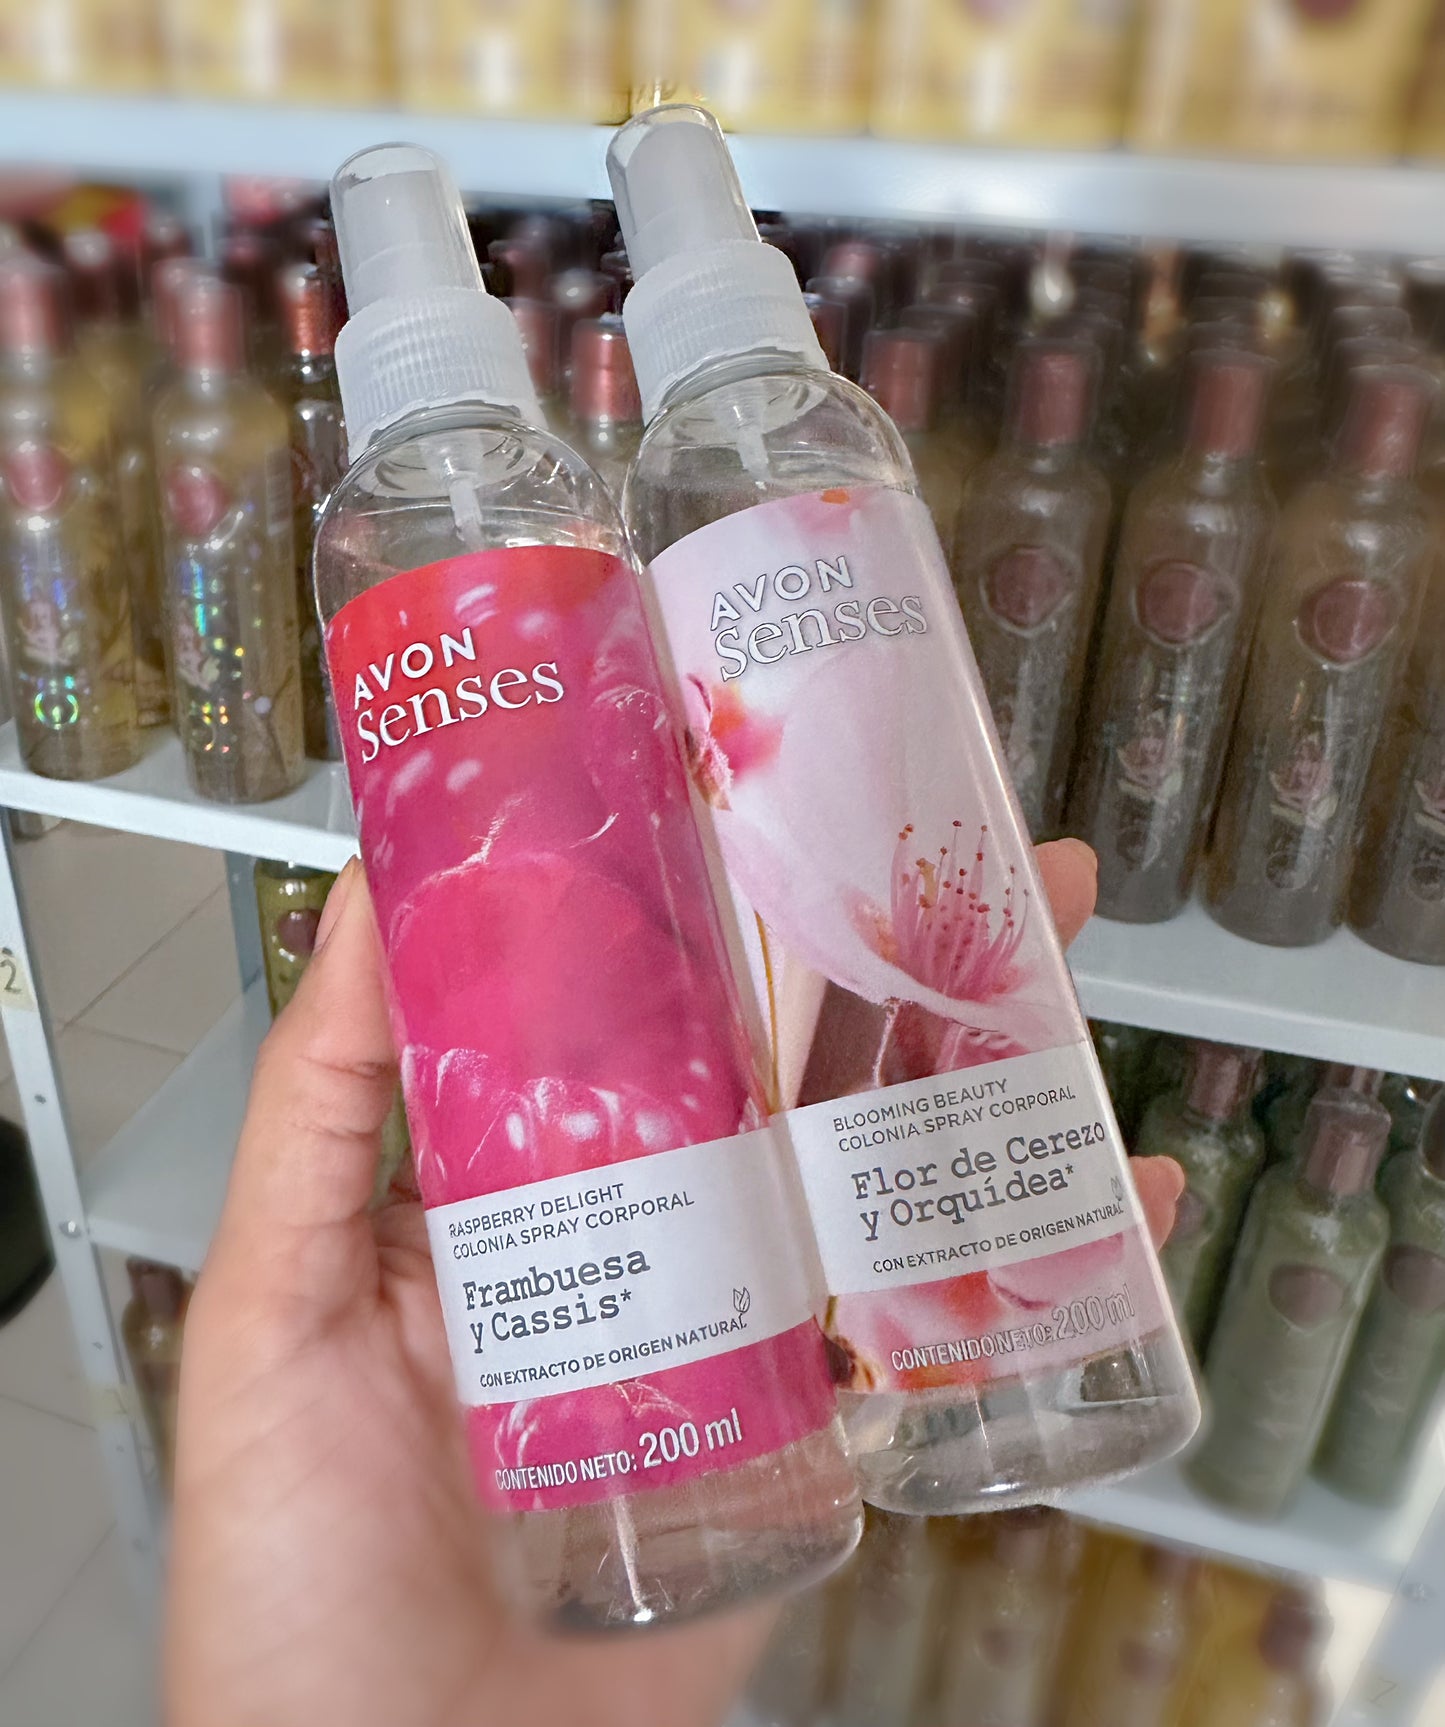 AVON
senses
RASPBERRY DELIGHT
COLONIA SPRAY CORPORAL
Frambuesa
y Cassis*
CON EXTRACTO DE ORIGEN NATURAL
CONTENIDO NETO: 200 ml
AVON
senses
BLOOMING BEAUTY
COLONIA SPRAY CORPORAL
Flor de Cerezo
y Orquídea*
CON EXTRACTO DE ORIGEN NATURAL
CONTENIDO NETO: 200 ml
2